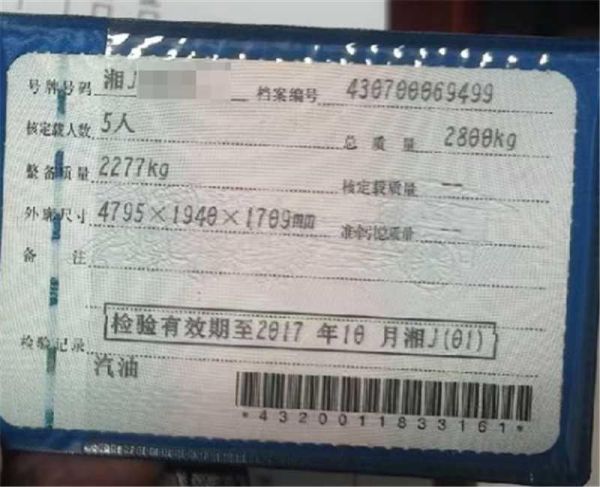 号牌号码 湘J 档案编号 430700069499
核定载人数 5人 总质量 2800kg
整备质量 2277kg 核定载质量 --
外廓尺寸 4795×1940×1709mm 准牵引总质量 --
备注
检验记录 检验有效期至2017年10月湘J(01)
汽油
*4320011833161*